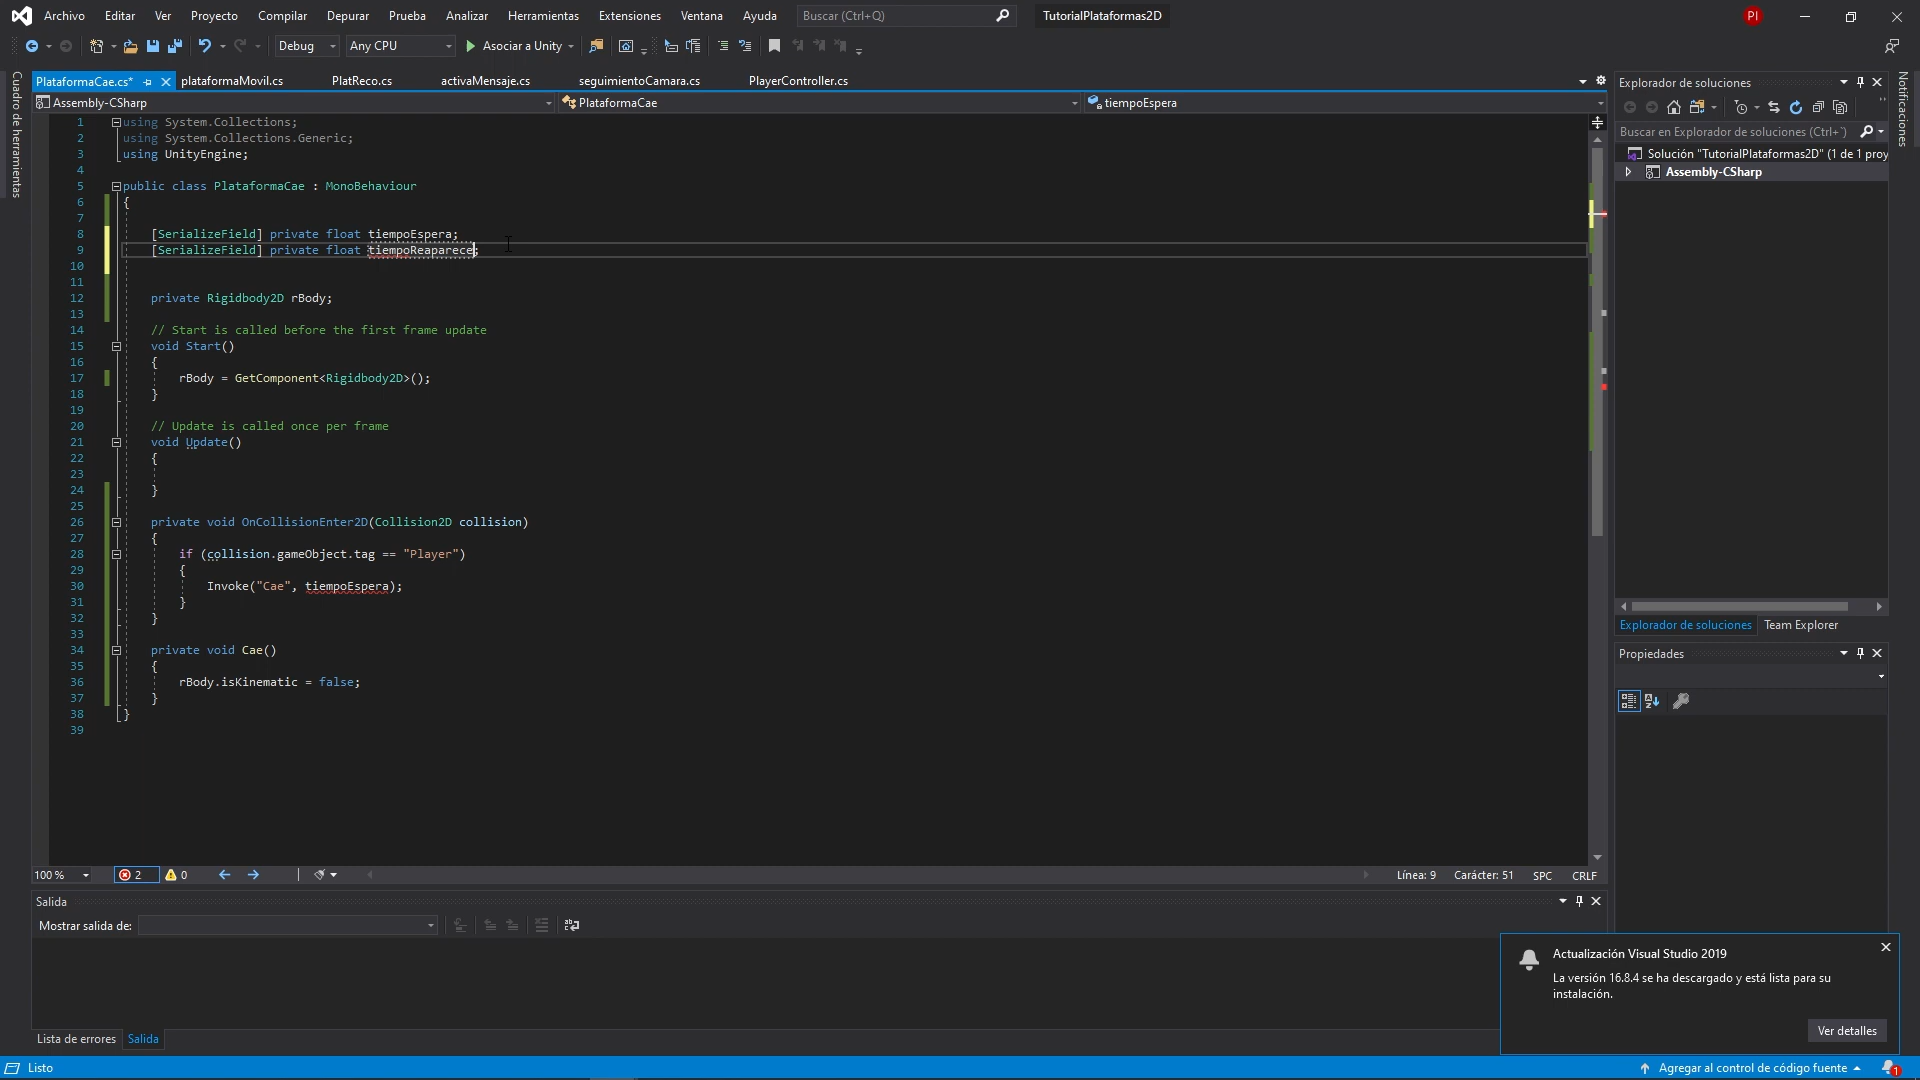 Archivo Editar Ver Proyecto Compilar Depurar Prueba Analizar Herramientas Extensiones Ventana Ayuda Buscar (Ctrl+Q) TutorialPlataformas2D PI
Debug Any CPU Asociar a Unity
Cuadro de herramientas
PlataformaCae.cs* plataformaMovil.cs PlatReco.cs activaMensaje.cs seguimientoCamara.cs PlayerController.cs
Assembly-CSharp PlataformaCae tiempoEspera
1 using System.Collections;
2 using System.Collections.Generic;
3 using UnityEngine;
4
5 public class PlataformaCae : MonoBehaviour
6 {
7
8 [SerializeField] private float tiempoEspera;
9 [SerializeField] private float tiempoReaparece;
10
11
12 private Rigidbody2D rBody;
13
14 // Start is called before the first frame update
15 void Start()
16 {
17 rBody = GetComponent<Rigidbody2D>();
18 }
19
20 // Update is called once per frame
21 void Update()
22 {
23
24 }
25
26 private void OnCollisionEnter2D(Collision2D collision)
27 {
28 if (collision.gameObject.tag == "Player")
29 {
30 Invoke("Cae", tiempoEspera);
31 }
32 }
33
34 private void Cae()
35 {
36 rBody.isKinematic = false;
37 }
38 }
39
100 % 2 0 Línea: 9 Carácter: 51 SPC CRLF
Salida
Mostrar salida de:
Lista de errores Salida
Explorador de soluciones
Buscar en Explorador de soluciones (Ctrl+`)
Solución "TutorialPlataformas2D" (1 de 1 proy
Assembly-CSharp
Explorador de soluciones Team Explorer
Propiedades
Notificaciones
Actualización Visual Studio 2019
La versión 16.8.4 se ha descargado y está lista para su
instalación.
Ver detalles
Listo Agregar al control de código fuente 1